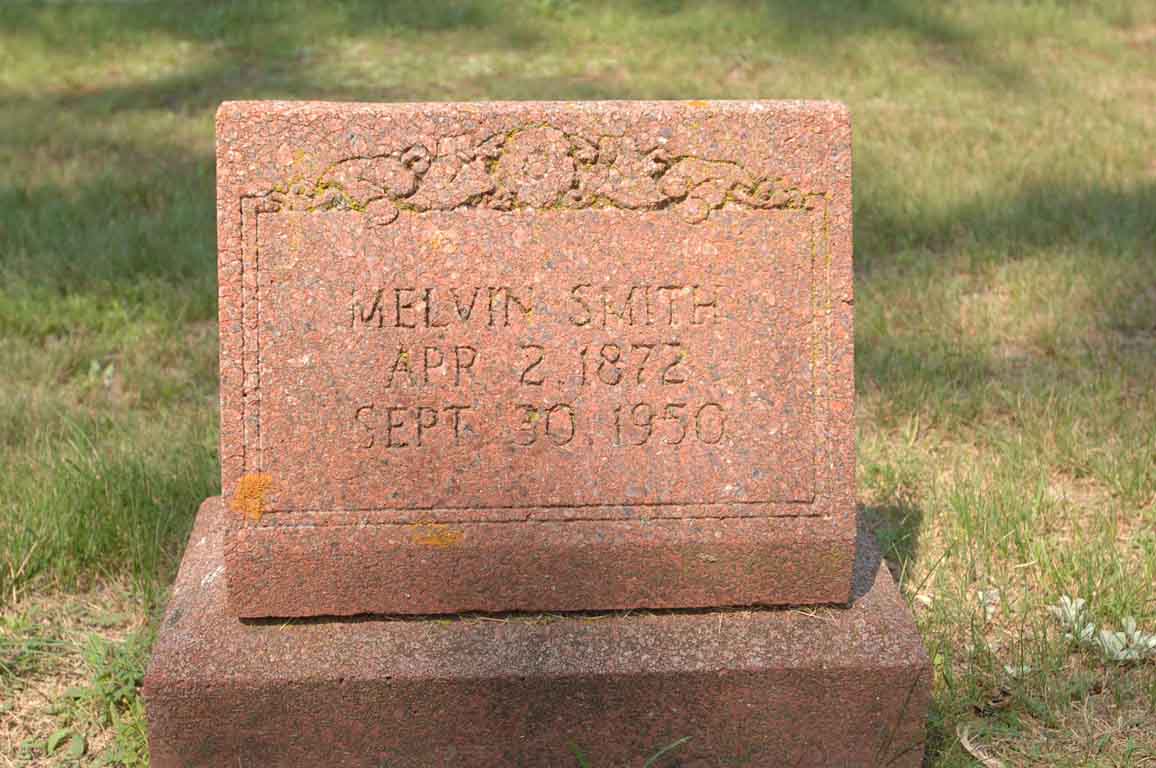 MELVIN SMITH
APR 2. 1872
SEPT 30. 1950